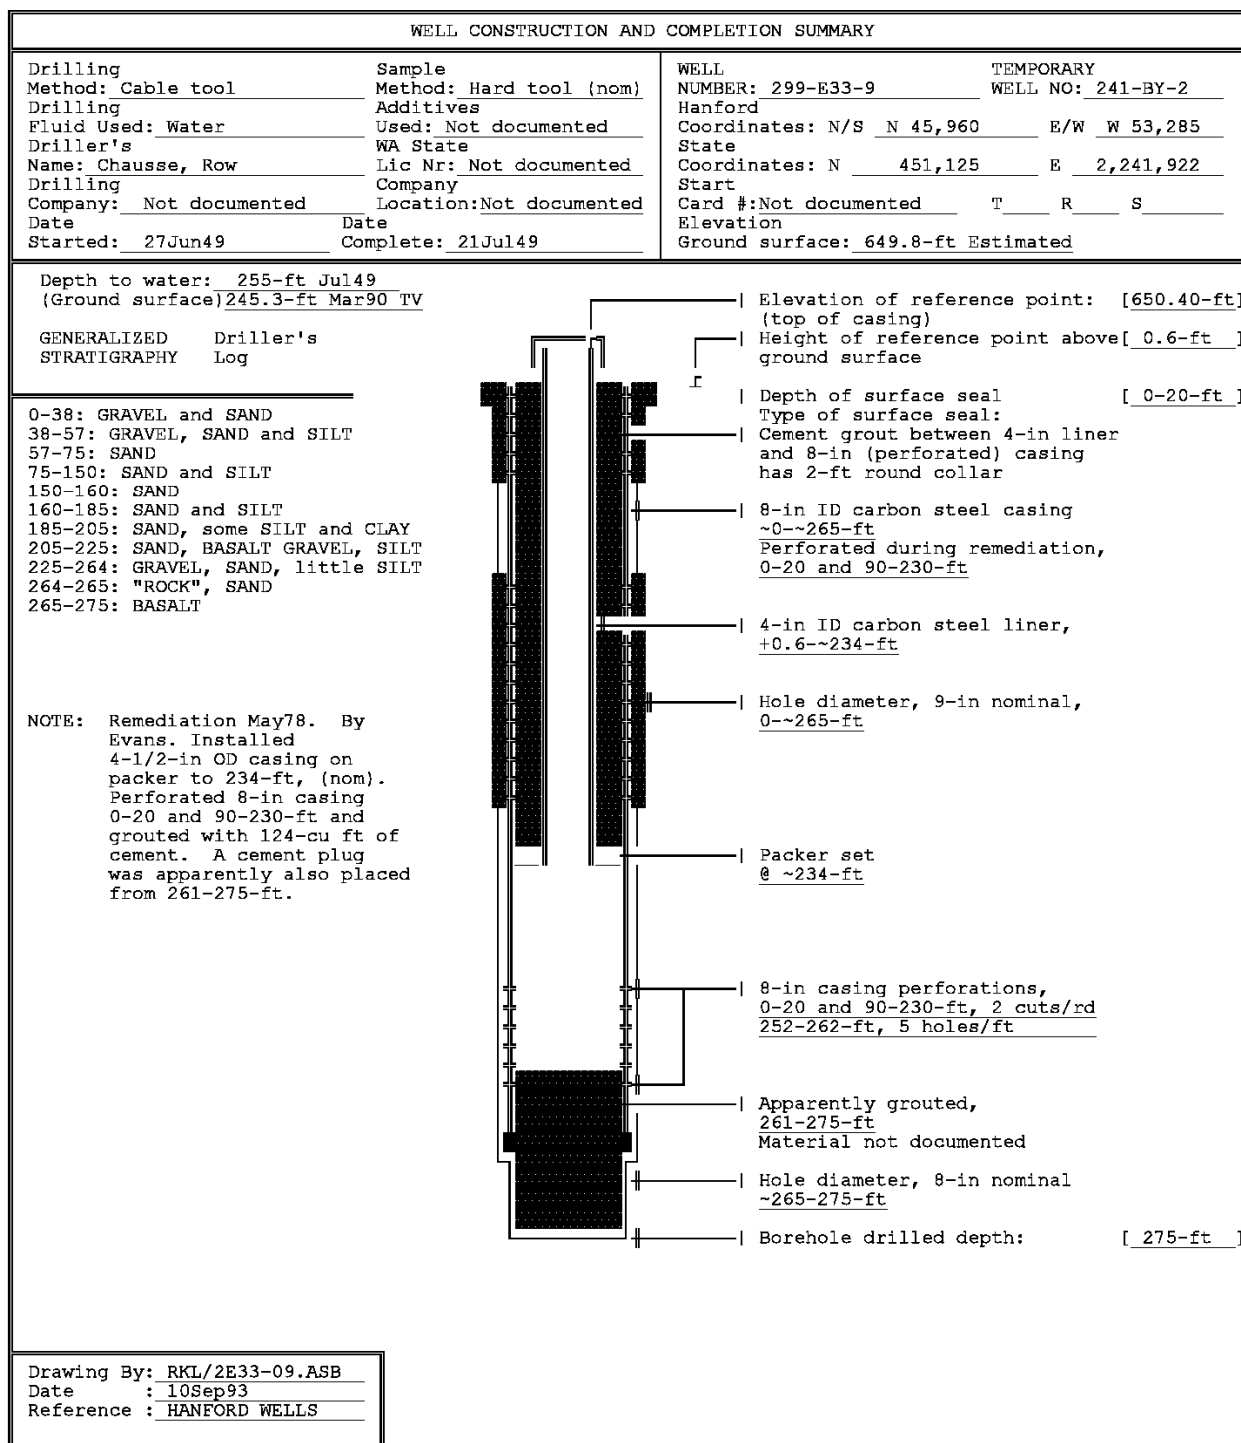 WELL CONSTRUCTION AND COMPLETION SUMMARY
Drilling Sample
Method: Cable tool Method: Hard tool (nom)
Drilling Additives
Fluid Used: Water Used: Not documented
Driller's WA State
Name: Chausse, Row Lic Nr: Not documented
Drilling Company
Company: Not documented Location: Not documented
Date Date
Started: 27Jun49 Complete: 21Jul49
WELL TEMPORARY
NUMBER: 299-E33-9 WELL NO: 241-BY-2
Hanford
Coordinates: N/S N 45,960 E/W W 53,285
State
Coordinates: N 451,125 E 2,241,922
Start
Card #: Not documented T R S
Elevation
Ground surface: 649.8-ft Estimated
Depth to water: 255-ft Jul49
(Ground surface) 245.3-ft Mar90 TV
GENERALIZED Driller's
STRATIGRAPHY Log
0-38: GRAVEL and SAND
38-57: GRAVEL, SAND and SILT
57-75: SAND
75-150: SAND and SILT
150-160: SAND
160-185: SAND and SILT
185-205: SAND, some SILT and CLAY
205-225: SAND, BASALT GRAVEL, SILT
225-264: GRAVEL, SAND, little SILT
264-265: "ROCK", SAND
265-275: BASALT
NOTE: Remediation May78. By
Evans. Installed
4-1/2-in OD casing on
packer to 234-ft, (nom).
Perforated 8-in casing
0-20 and 90-230-ft and
grouted with 124-cu ft of
cement. A cement plug
was apparently also placed
from 261-275-ft.
Elevation of reference point: [650.40-ft]
(top of casing)
Height of reference point above [ 0.6-ft ]
ground surface
Depth of surface seal [ 0-20-ft ]
Type of surface seal:
Cement grout between 4-in liner
and 8-in (perforated) casing
has 2-ft round collar
8-in ID carbon steel casing
~0-~265-ft
Perforated during remediation,
0-20 and 90-230-ft
4-in ID carbon steel liner,
+0.6-~234-ft
Hole diameter, 9-in nominal,
0-~265-ft
Packer set
@ ~234-ft
8-in casing perforations,
0-20 and 90-230-ft, 2 cuts/rd
252-262-ft, 5 holes/ft
Apparently grouted,
261-275-ft
Material not documented
Hole diameter, 8-in nominal
~265-275-ft
Borehole drilled depth: [ 275-ft ]
Drawing By: RKL/2E33-09.ASB
Date : 10Sep93
Reference : HANFORD WELLS